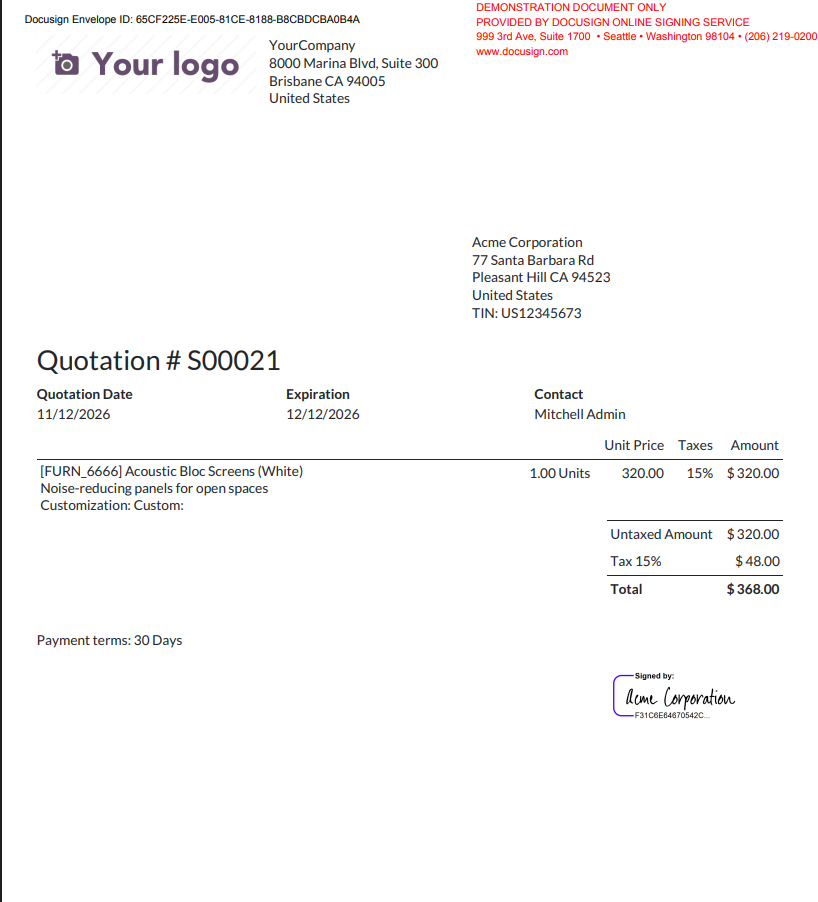 Docusign Envelope ID: 65CF225E-E005-81CE-8188-B8CBDCBA0B4A
DEMONSTRATION DOCUMENT ONLY
PROVIDED BY DOCUSIGN ONLINE SIGNING SERVICE
999 3rd Ave, Suite 1700 • Seattle • Washington 98104 • (206) 219-0200
www.docusign.com
Your logo
YourCompany
8000 Marina Blvd, Suite 300
Brisbane CA 94005
United States
Acme Corporation
77 Santa Barbara Rd
Pleasant Hill CA 94523
United States
TIN: US12345673
Quotation # S00021
Quotation Date Expiration Contact
11/12/2026 12/12/2026 Mitchell Admin
Unit Price Taxes Amount
[FURN_6666] Acoustic Bloc Screens (White) 1.00 Units 320.00 15% $ 320.00
Noise-reducing panels for open spaces
Customization: Custom:
Untaxed Amount $ 320.00
Tax 15% $ 48.00
Total $ 368.00
Payment terms: 30 Days
Signed by:
Acme Corporation
F31C6E64670542C...